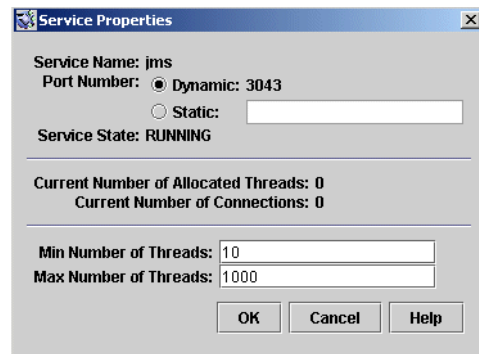 Service Properties
Service Name: jms
Port Number: Dynamic: 3043
Static:
Service State: RUNNING
Current Number of Allocated Threads: 0
Current Number of Connections: 0
Min Number of Threads: 10
Max Number of Threads: 1000
OK Cancel Help